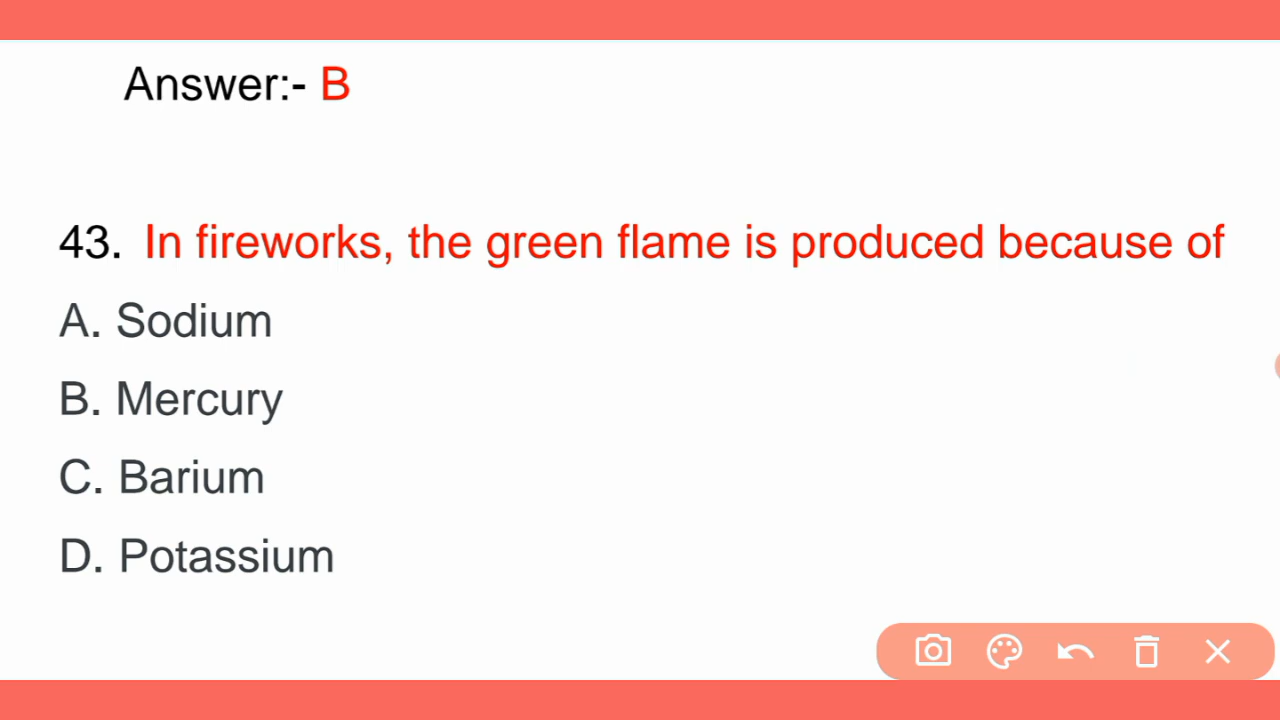 Answer:- B
43. In fireworks, the green flame is produced because of
A. Sodium
B. Mercury
C. Barium
D. Potassium